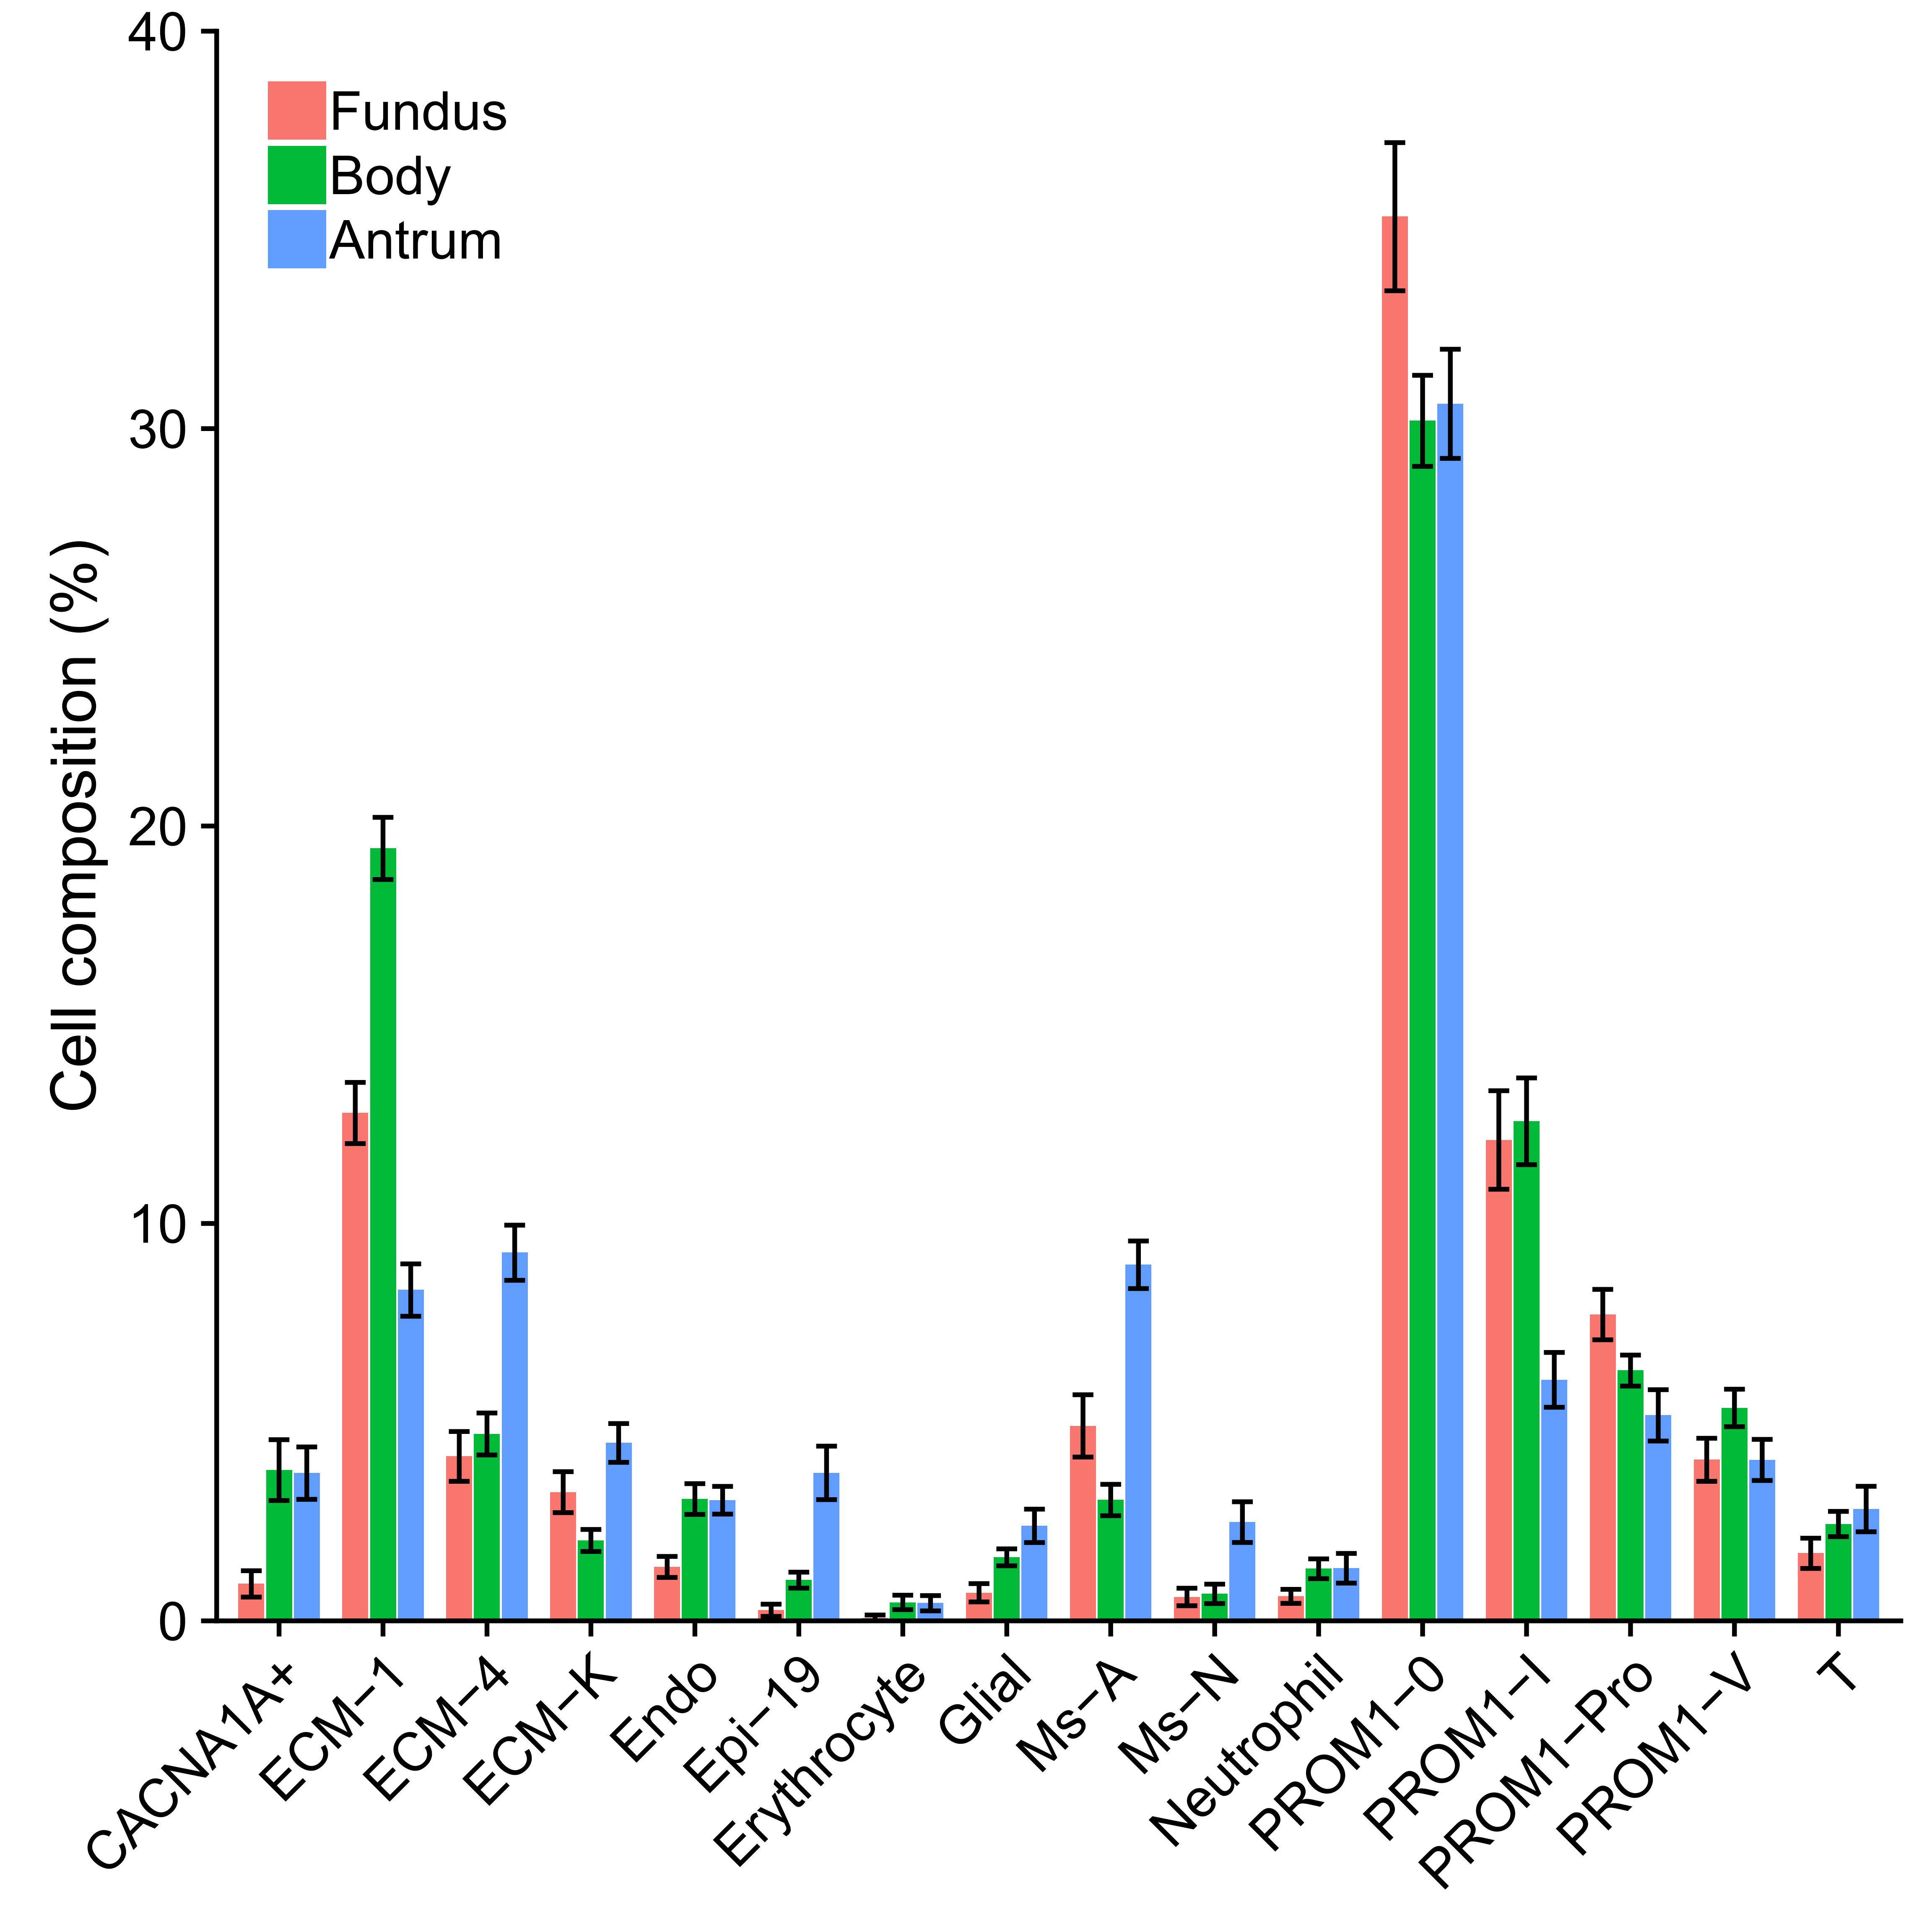 40
30
20
10
0
Cell composition (%)
Fundus
Body
Antrum
CACNA1A+
ECM−1
ECM−4
ECM−K
Endo
Epi−19
Erythrocyte
Glial
Ms−A
Ms−N
Neutrophil
PROM1−0
PROM1−I
PROM1−Pro
PROM1−V
T